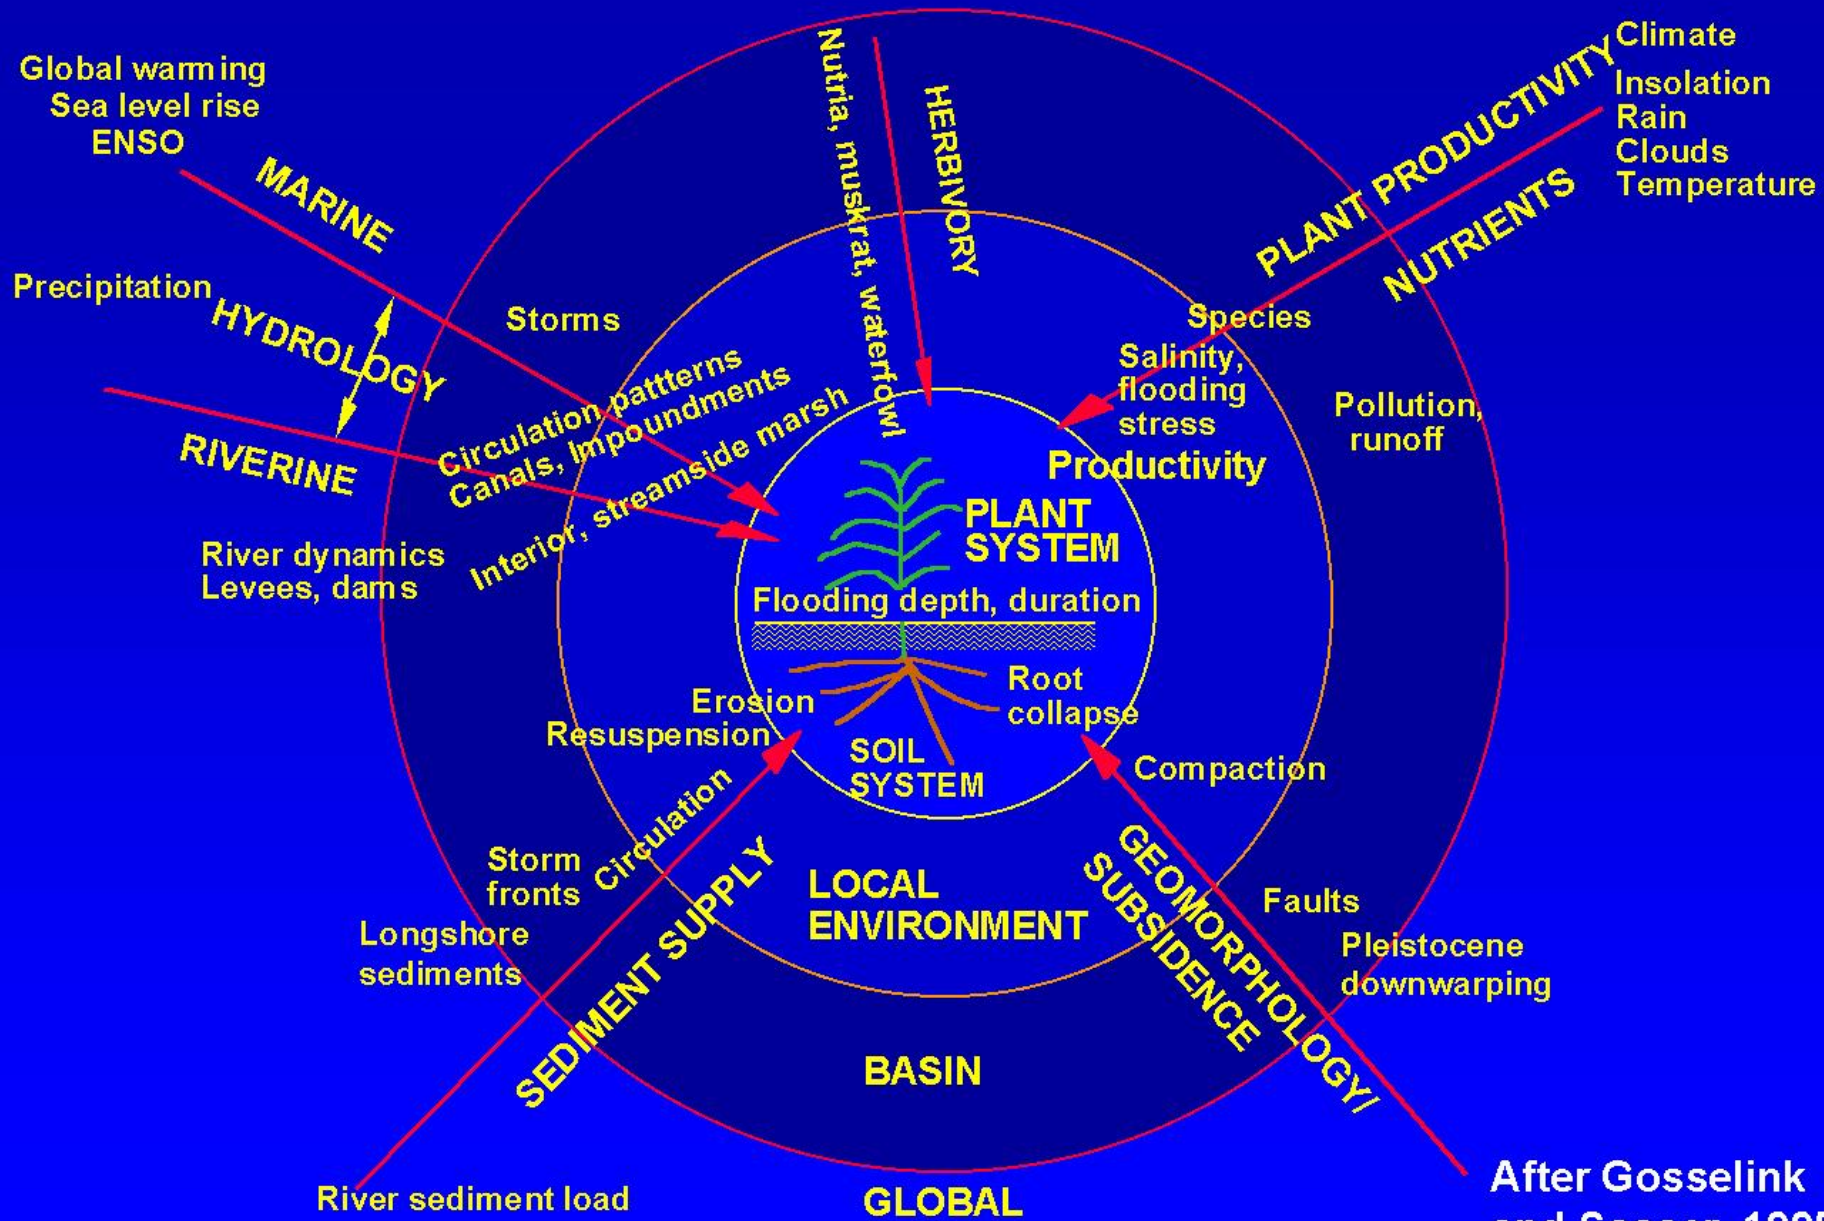 Global warming
Sea level rise
ENSO
MARINE
Precipitation
HYDROLOGY
RIVERINE
River dynamics
Levees, dams
Storms
Circulation pattterns
Canals, Impoundments
Interior, streamside marsh
Nutria, muskrat, waterfowl
HERBIVORY
PLANT PRODUCTIVITY
NUTRIENTS
Climate
Insolation
Rain
Clouds
Temperature
Species
Salinity,
flooding
stress
Productivity
Pollution,
runoff
PLANT
SYSTEM
Flooding depth, duration
Root
collapse
Erosion
Resuspension
SOIL
SYSTEM
Compaction
Circulation
Storm
fronts
Longshore
sediments
SEDIMENT SUPPLY
River sediment load
LOCAL
ENVIRONMENT
BASIN
GLOBAL
GEOMORPHOLOGY/
SUBSIDENCE
Faults
Pleistocene
downwarping
After Gosselink
and